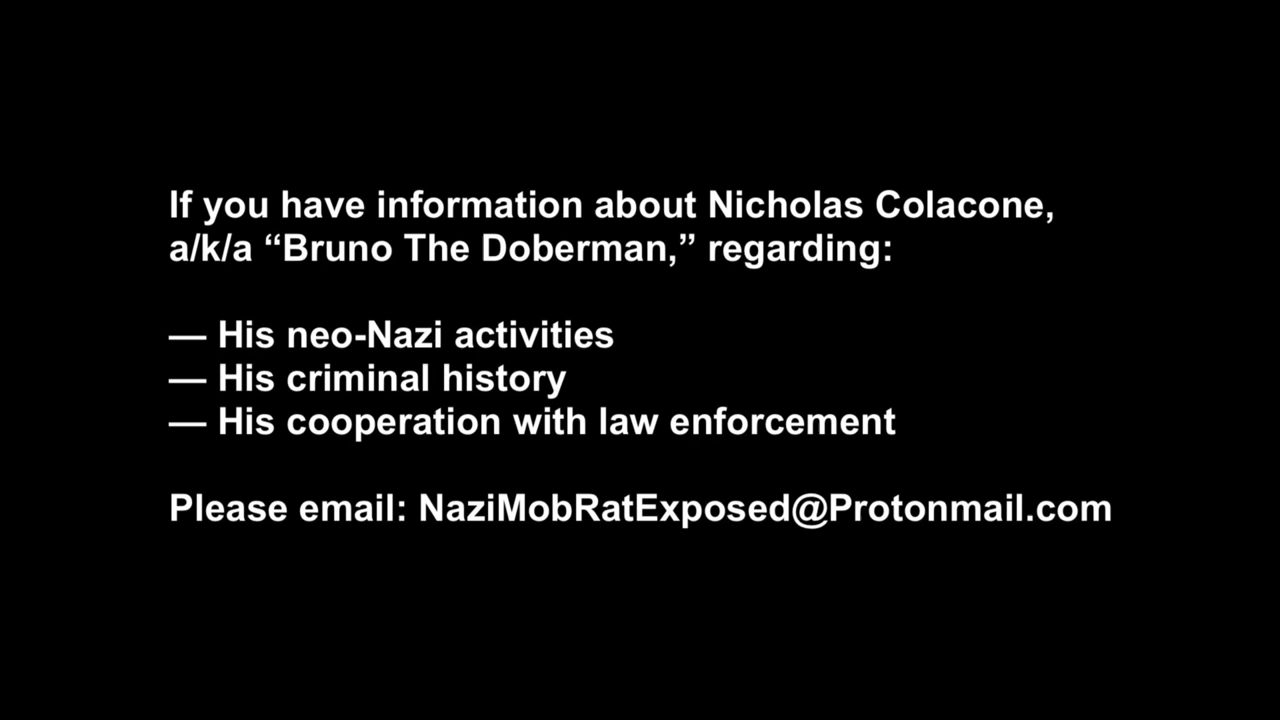 If you have information about Nicholas Colacone,
a/k/a “Bruno The Doberman,” regarding:
— His neo-Nazi activities
— His criminal history
— His cooperation with law enforcement
Please email: NaziMobRatExposed@Protonmail.com